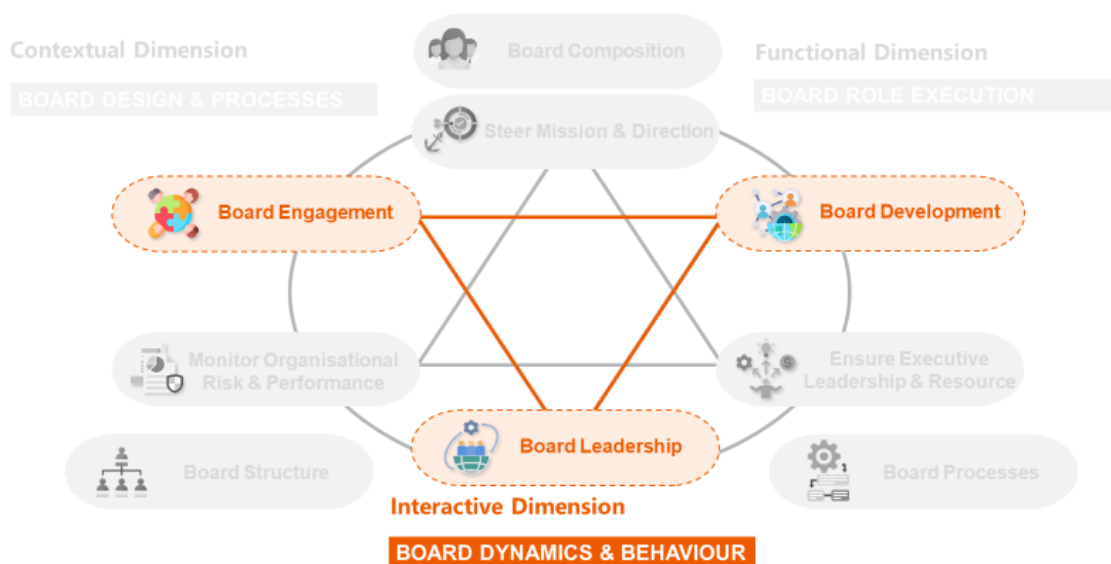 Contextual Dimension
BOARD DESIGN & PROCESSES
Board Composition
Functional Dimension
BOARD ROLE EXECUTION
Steer Mission & Direction
Board Engagement
Board Development
Monitor Organisational
Risk & Performance
Ensure Executive
Leadership & Resource
Board Leadership
Board Structure
Board Processes
Interactive Dimension
BOARD DYNAMICS & BEHAVIOUR